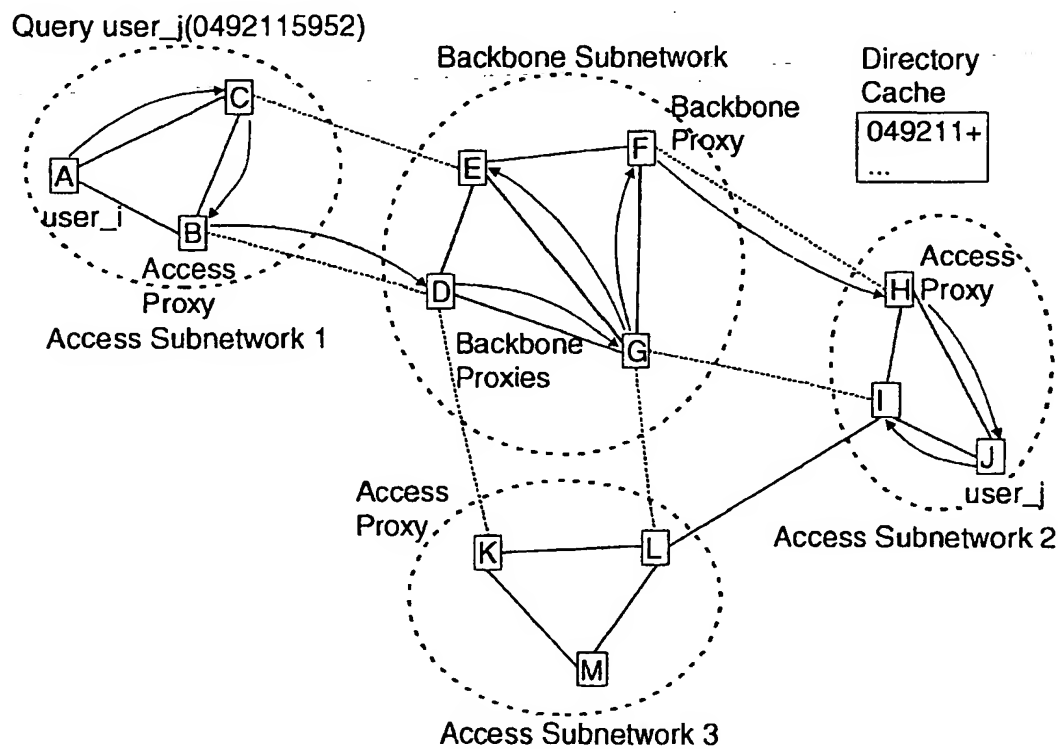 Query user_j(0492115952)
Backbone Subnetwork
Directory
Cache
049211+
...
C
Backbone
Proxy
F
E
A
user_i
B
Access
Proxy
Access Subnetwork 1
D
Backbone
Proxies
G
H
Access
Proxy
I
J
user_j
Access Subnetwork 2
Access
Proxy
K
L
M
Access Subnetwork 3